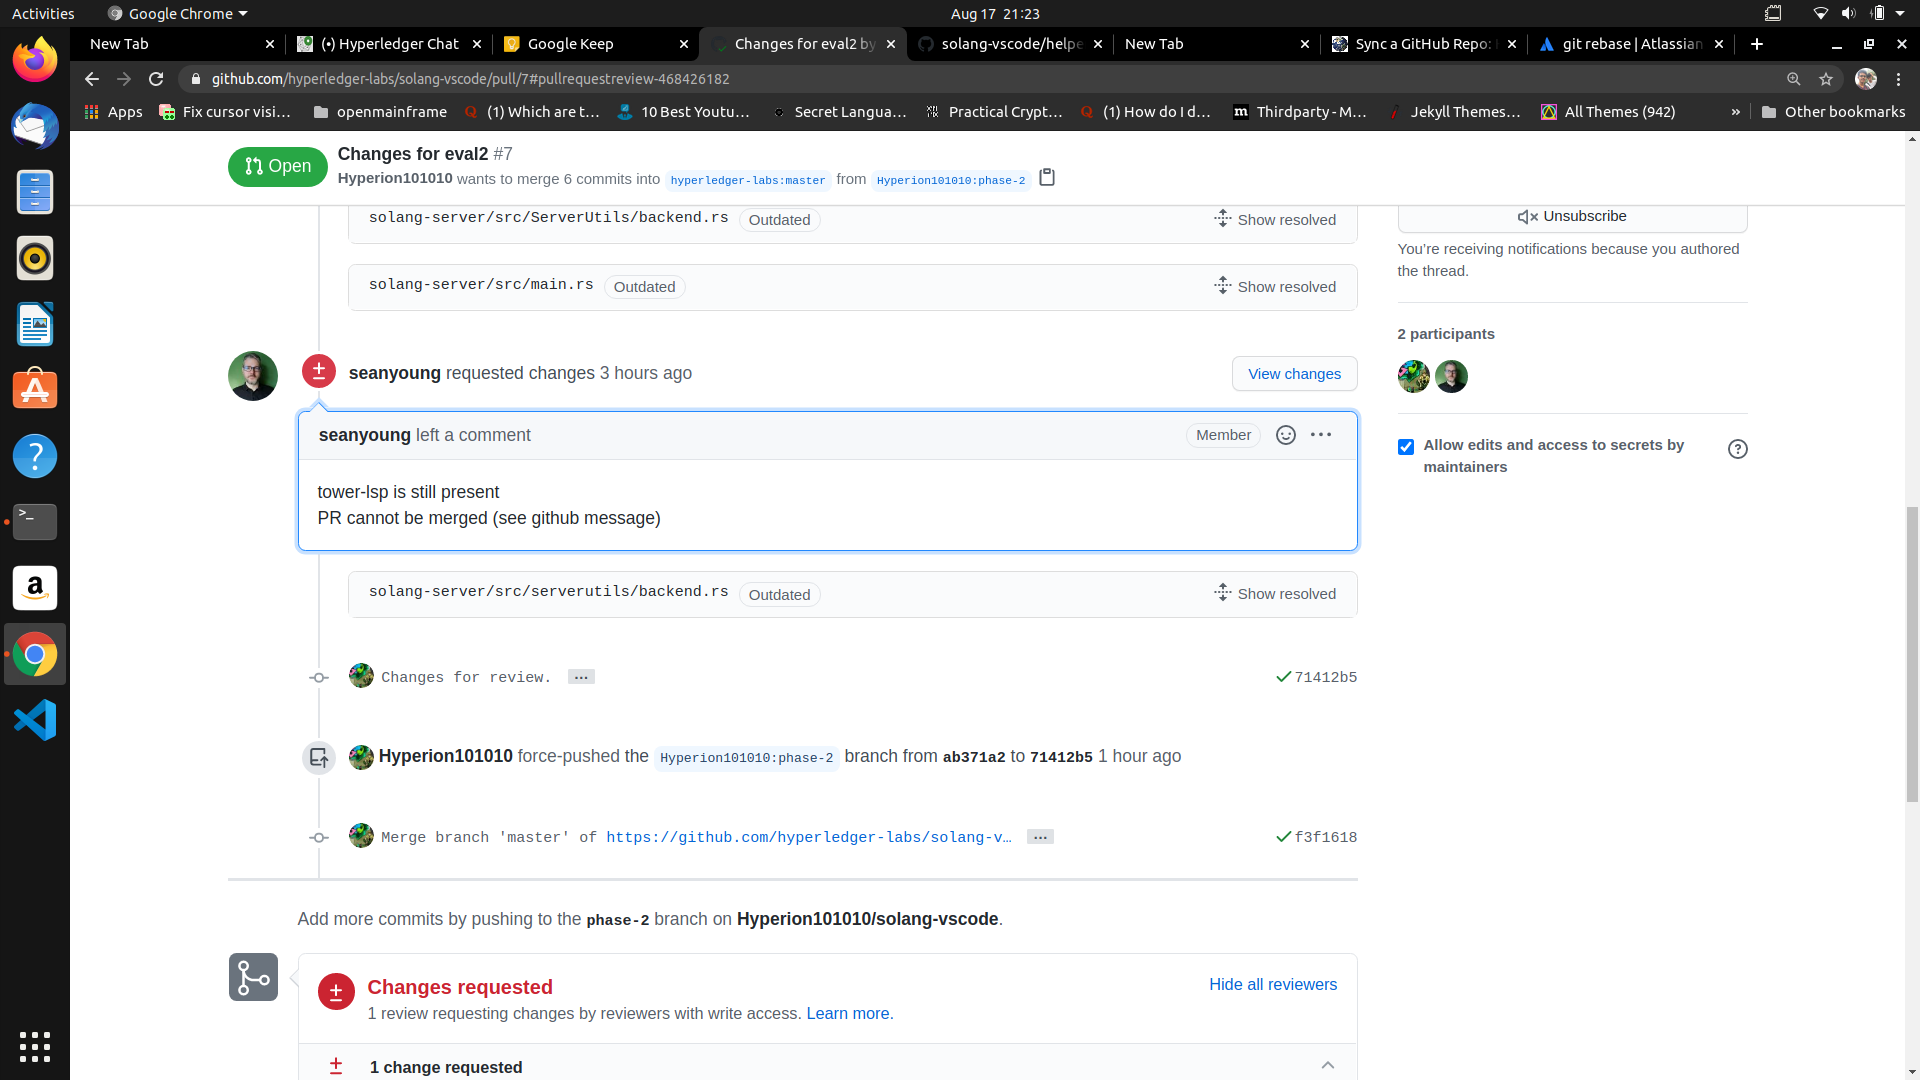 Activities
Google Chrome
Aug 17 21:23
New Tab
(•) Hyperledger Chat
Google Keep
Changes for eval2 by
solang-vscode/helpe
New Tab
Sync a GitHub Repo:
git rebase | Atlassian
github.com/hyperledger-labs/solang-vscode/pull/7#pullrequestreview-468426182
Apps
Fix cursor visi…
openmainframe
(1) Which are t…
10 Best Youtu…
Secret Langua…
Practical Crypt…
(1) How do I d…
Thirdparty - M…
Jekyll Themes…
All Themes (942)
»
Other bookmarks
Open
Changes for eval2 #7
Hyperion101010 wants to merge 6 commits into hyperledger-labs:master from Hyperion101010:phase-2
solang-server/src/ServerUtils/backend.rs Outdated Show resolved
Unsubscribe
You're receiving notifications because you authored
the thread.
solang-server/src/main.rs Outdated Show resolved
2 participants
seanyoung requested changes 3 hours ago
View changes
seanyoung left a comment
Member
Allow edits and access to secrets by
maintainers
tower-lsp is still present
PR cannot be merged (see github message)
solang-server/src/serverutils/backend.rs Outdated Show resolved
Changes for review. … 71412b5
Hyperion101010 force-pushed the Hyperion101010:phase-2 branch from ab371a2 to 71412b5 1 hour ago
Merge branch 'master' of https://github.com/hyperledger-labs/solang-v… … f3f1618
Add more commits by pushing to the phase-2 branch on Hyperion101010/solang-vscode.
Changes requested
Hide all reviewers
1 review requesting changes by reviewers with write access. Learn more.
1 change requested